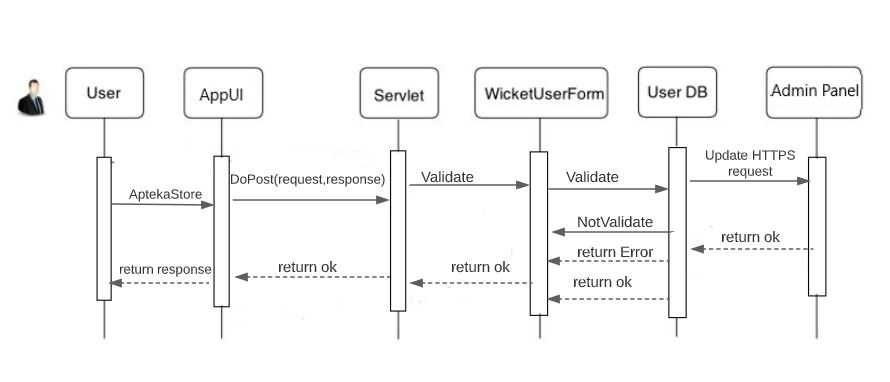 User
AppUI
Servlet
WicketUserForm
User DB
Admin Panel
Update HTTPS
request
DoPost(request,response)
Validate
Validate
AptekaStore
NotValidate
return ok
return Error
return response
return ok
return ok
return ok